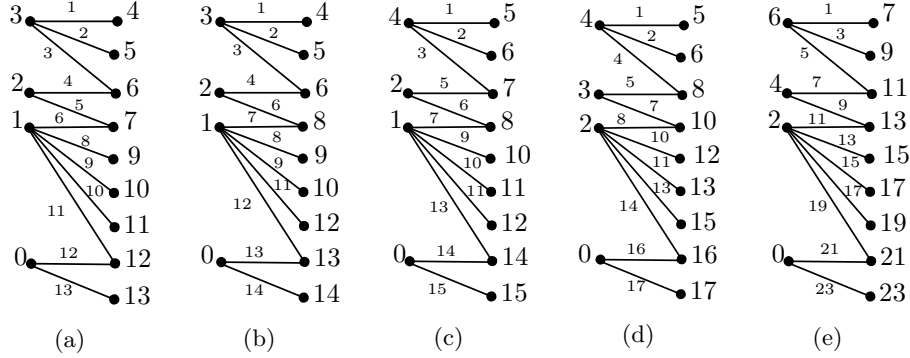 3 1 4
2 5
3
2 4 6
5
1 6 7
8 9
9 10
10 11
11
0 12 12
13 13
(a)
3 1 4
2 5
3
2 4 6
6
1 7 8
8 9
9 10
11 12
12
0 13 13
14 14
(b)
4 1 5
2 6
3
2 5 7
6
1 7 8
9 10
10 11
11 12
13
0 14 14
15 15
(c)
4 1 5
2 6
4
3 5 8
7
2 8 10
10 12
11 13
13 15
14
0 16 16
17 17
(d)
6 1 7
3 9
5
4 7 11
9
2 11 13
13 15
15 17
17 19
19
0 21 21
23 23
(e)